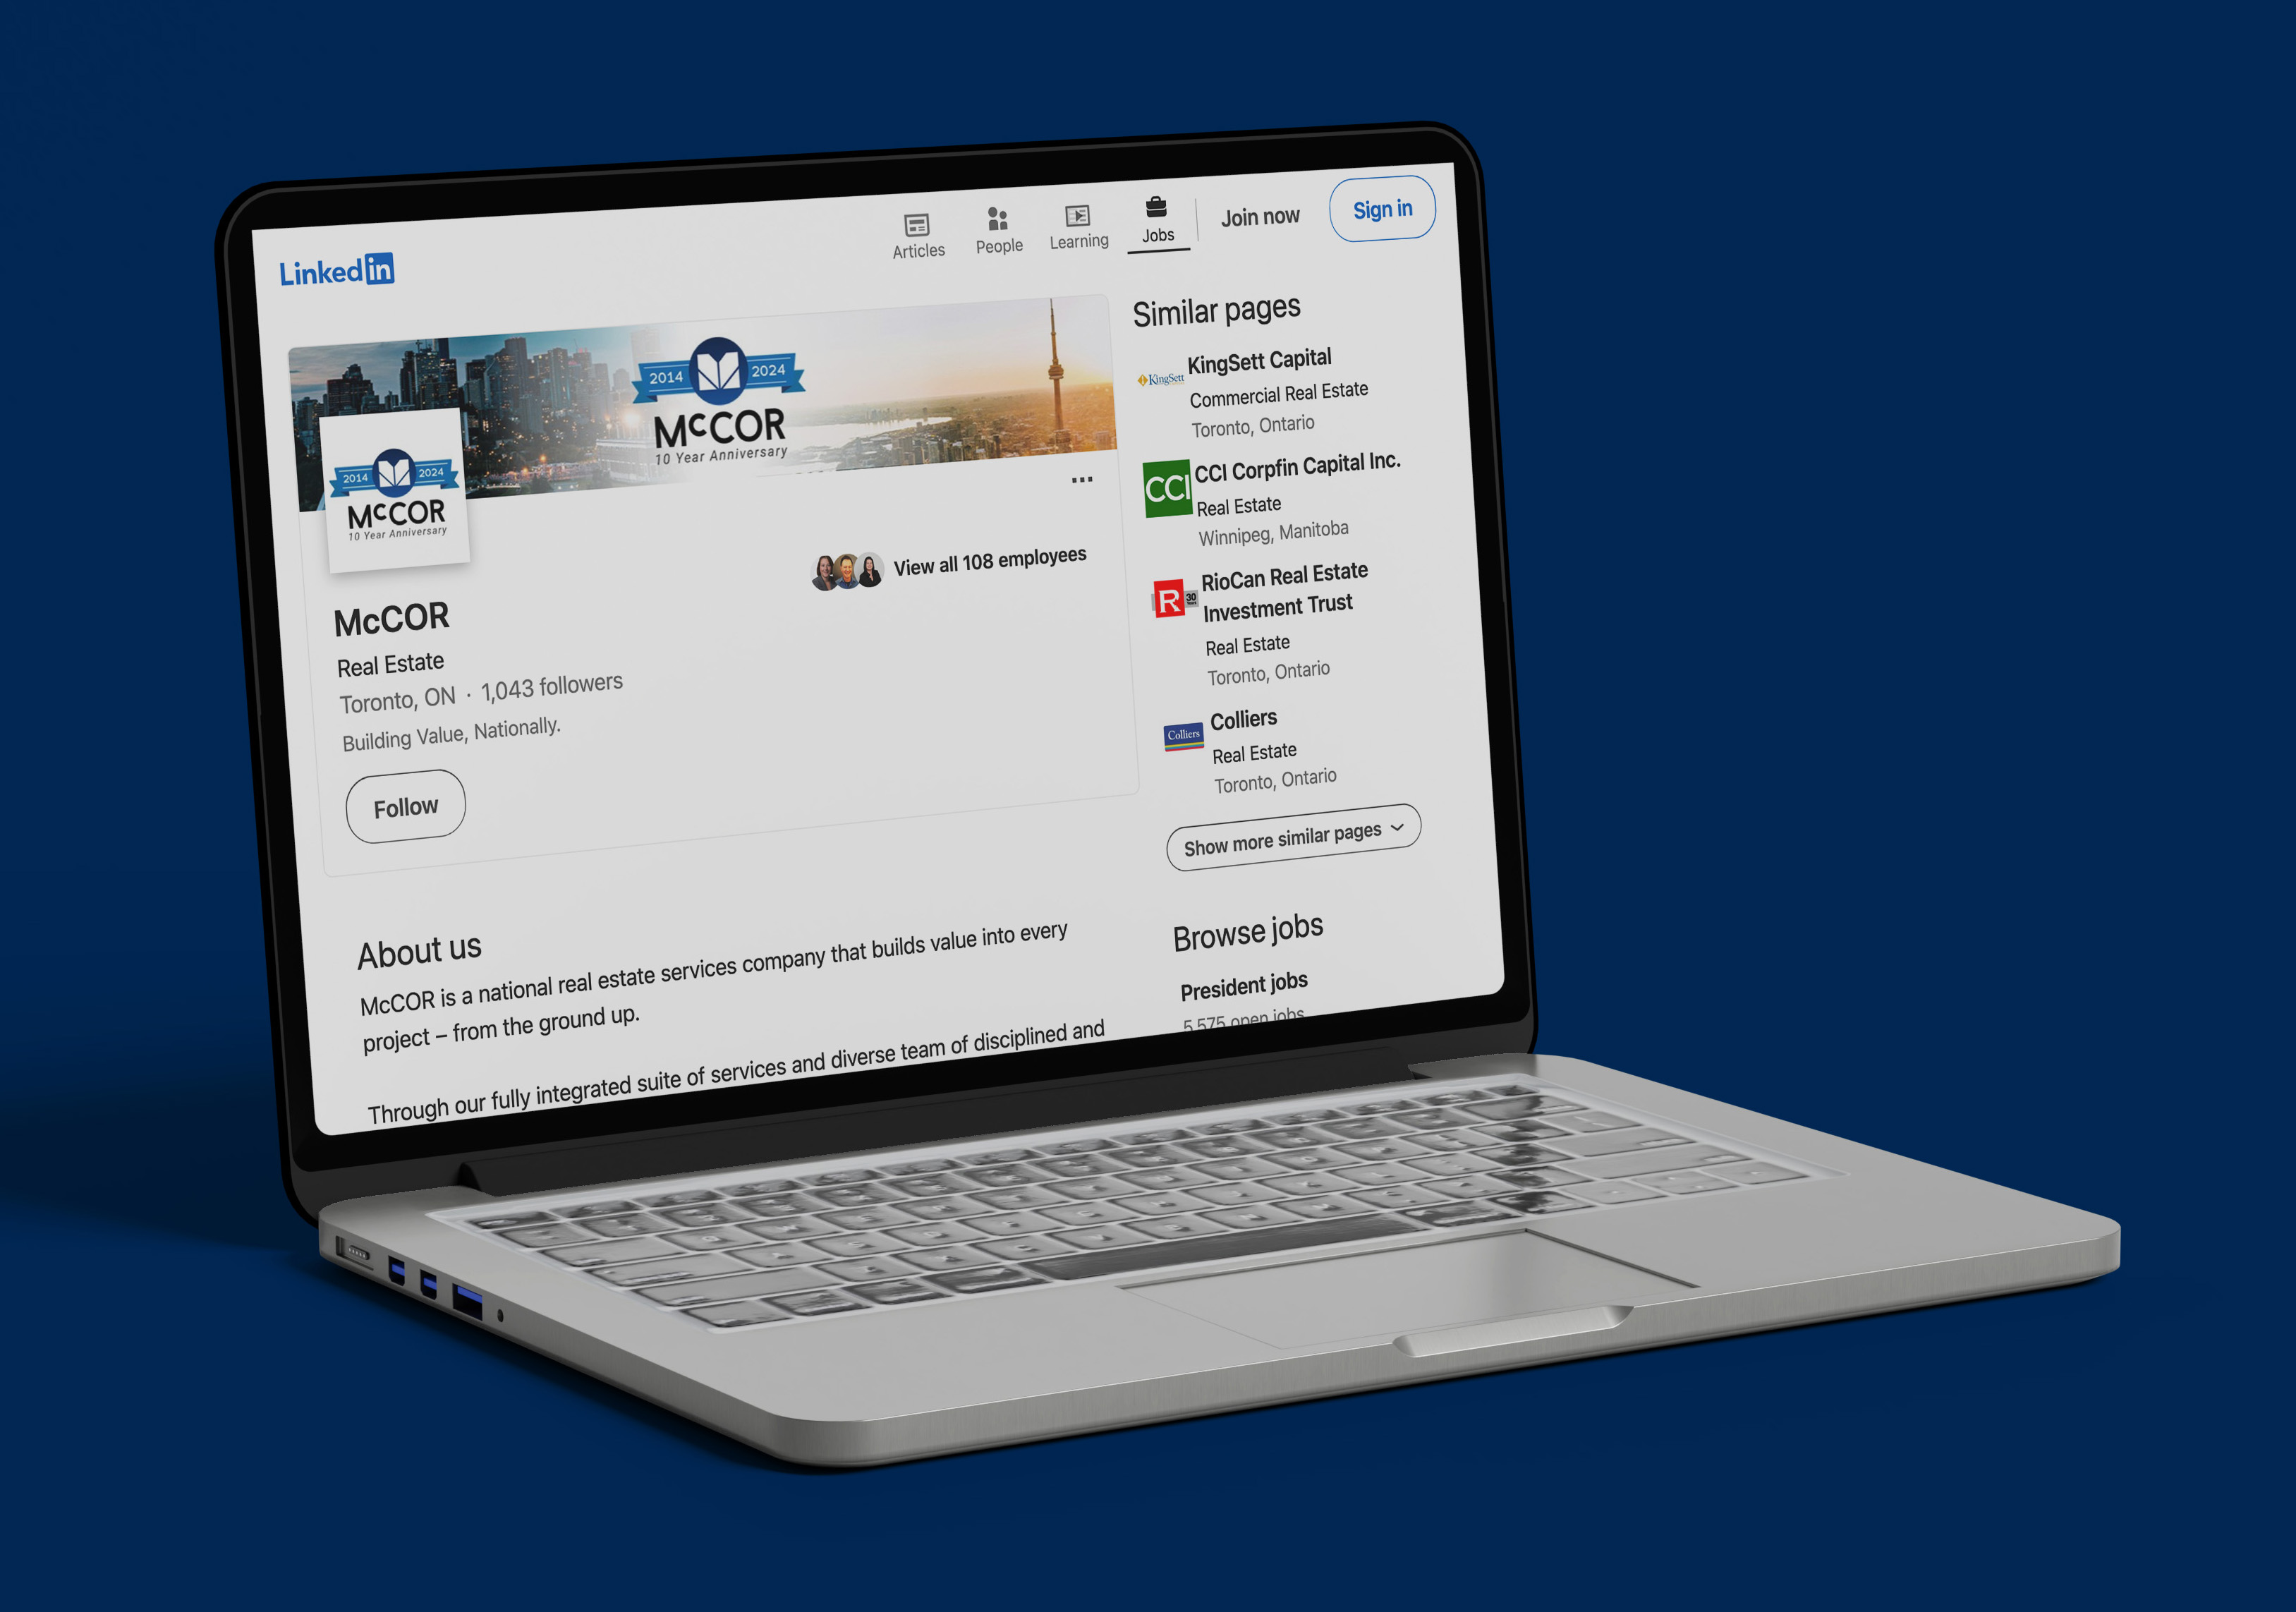 LinkedIn
Articles
People
Learning
Jobs
Join now
Sign in
2014 2024
McCOR
10 Year Anniversary
2014 2024
McCOR
10 Year Anniversary
View all 108 employees
McCOR
Real Estate
Toronto, ON · 1,043 followers
Building Value, Nationally.
Follow
About us
McCOR is a national real estate services company that builds value into every
project – from the ground up.
Through our fully integrated suite of services and diverse team of disciplined and
Similar pages
KingSett
KingSett Capital
Commercial Real Estate
Toronto, Ontario
CCI
CCI Corpfin Capital Inc.
Real Estate
Winnipeg, Manitoba
R
30
RioCan Real Estate
Investment Trust
Real Estate
Toronto, Ontario
Colliers
Colliers
Real Estate
Toronto, Ontario
Show more similar pages
Browse jobs
President jobs
5,575 open jobs